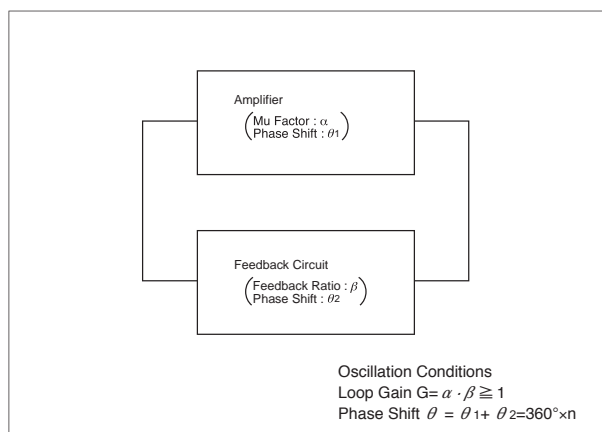 Amplifier
Mu Factor : α
Phase Shift : θ1
Feedback Circuit
Feedback Ratio : β
Phase Shift : θ2
Oscillation Conditions
Loop Gain G= α · β ≧ 1
Phase Shift θ = θ1+ θ2=360°×n